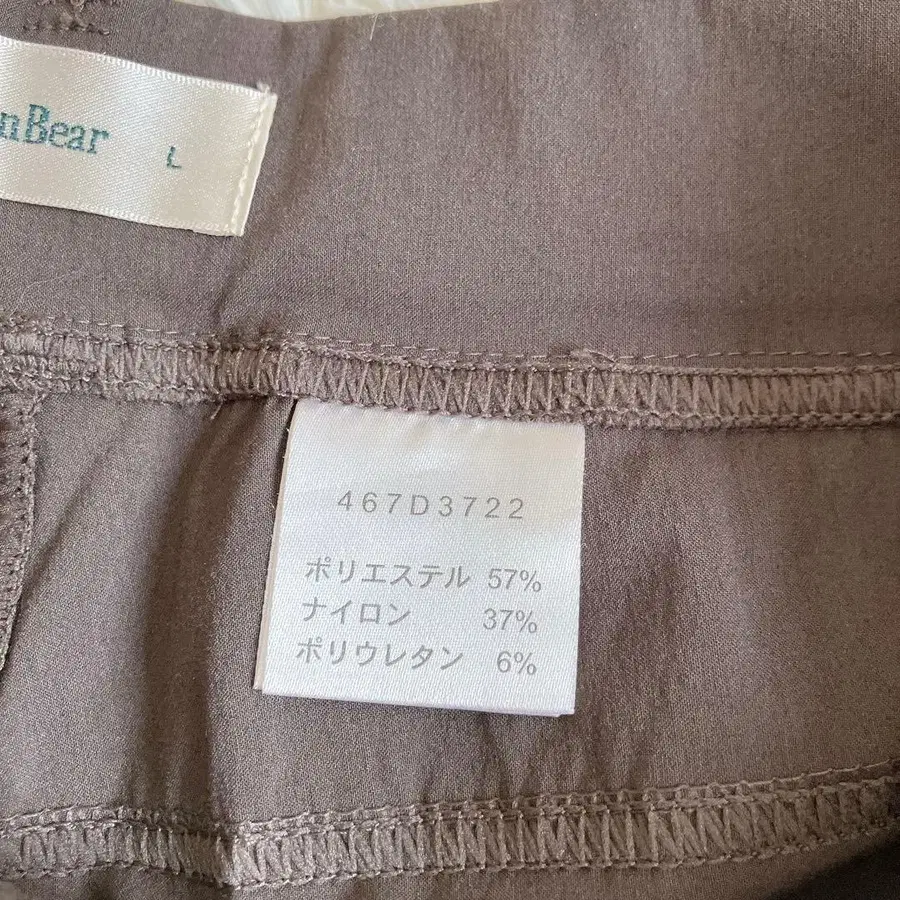 nBear L
467D3722
ポリエステル 57%
ナイロン 37%
ポリウレタン 6%